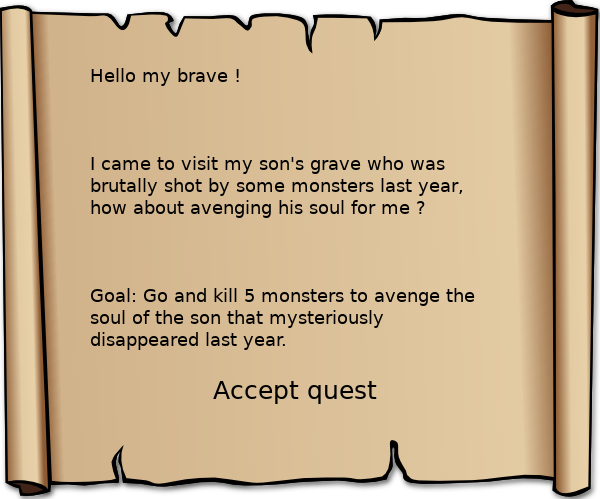 Hello my brave !
I came to visit my son's grave who was
brutally shot by some monsters last year,
how about avenging his soul for me ?
Goal: Go and kill 5 monsters to avenge the
soul of the son that mysteriously
disappeared last year.
Accept quest